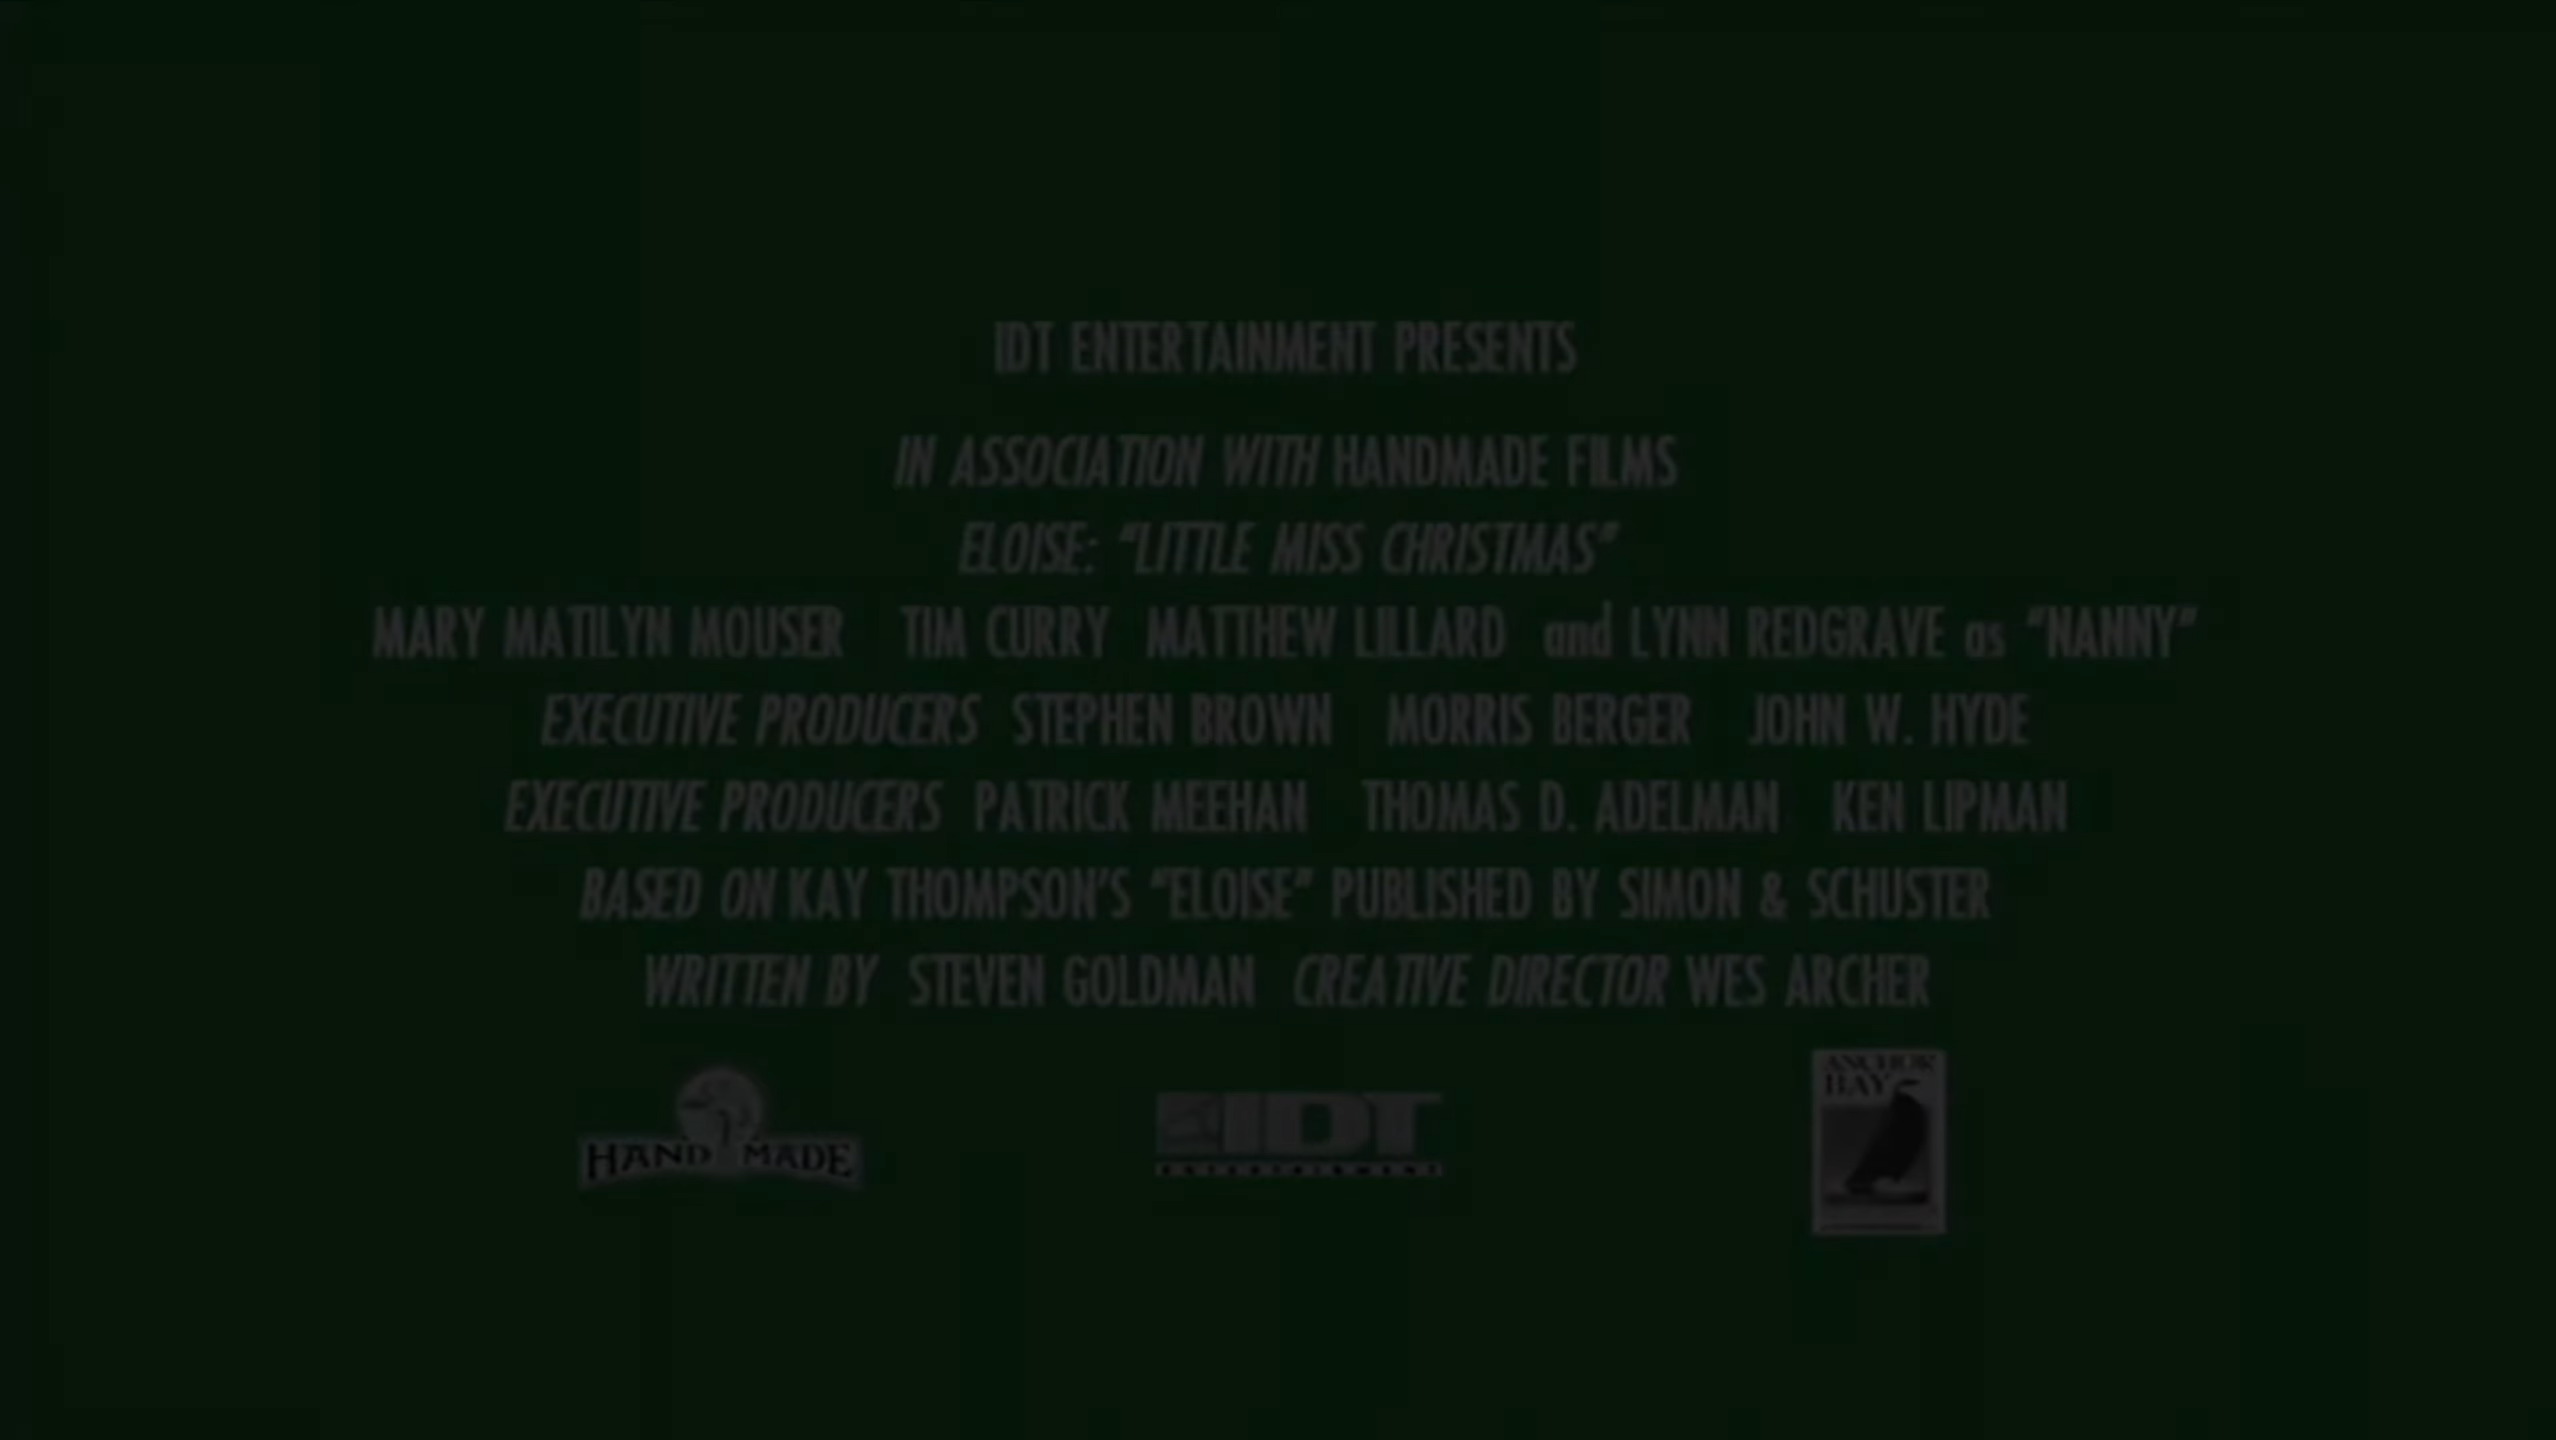 IDT ENTERTAINMENT PRESENTS
IN ASSOCIATION WITH HANDMADE FILMS
ELOISE: "LITTLE MISS CHRISTMAS"
MARY MATILYN MOUSER TIM CURRY MATTHEW LILLARD and LYNN REDGRAVE as "NANNY"
EXECUTIVE PRODUCERS STEPHEN BROWN MORRIS BERGER JOHN W. HYDE
EXECUTIVE PRODUCERS PATRICK MEEHAN THOMAS D. ADELMAN KEN LIPMAN
BASED ON KAY THOMPSON'S "ELOISE" PUBLISHED BY SIMON & SCHUSTER
WRITTEN BY STEVEN GOLDMAN CREATIVE DIRECTOR WES ARCHER
HAND MADE
IDT
ENTERTAINMENT
ANCHOR
BAY